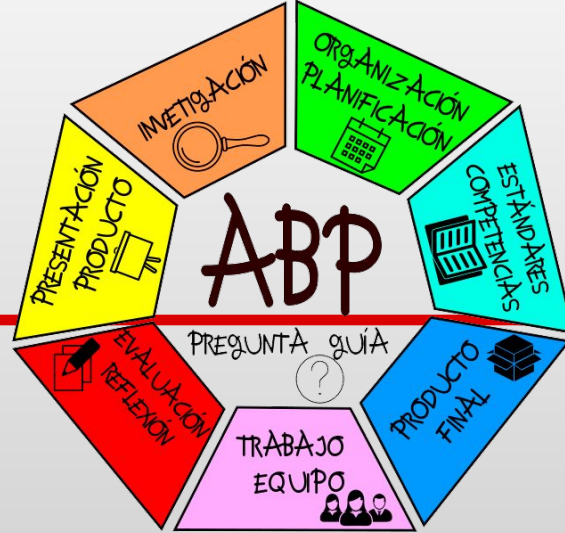 INVETIGACIÓN
ORGANIZACIÓN
PLANIFICACIÓN
ESTÁNDARES
COMPETENCIAS
PRODUCTO
FINAL
TRABAJO
EQUIPO
EVALUACIÓN
REFLEXIÓN
PRESENTACIÓN
PRODUCTO
ABP
PREGUNTA GUÍA
?